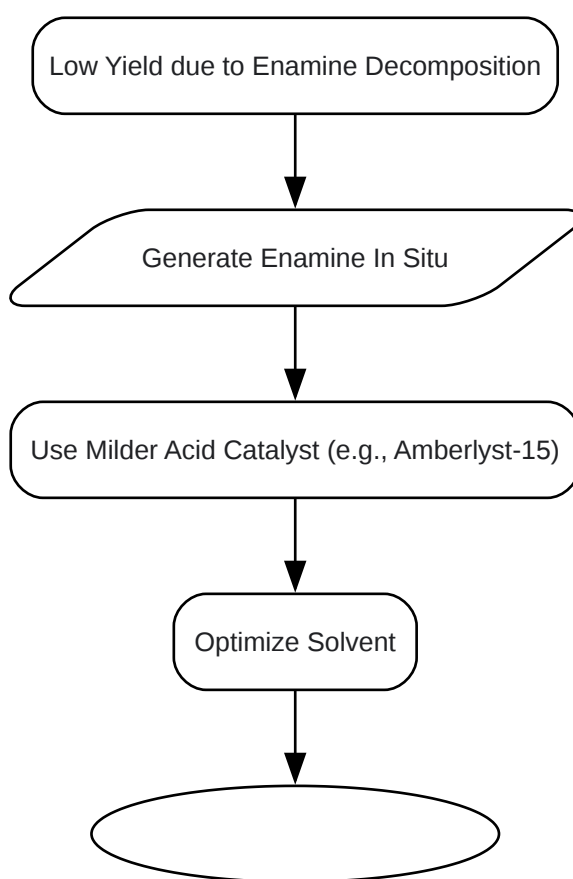 Low Yield due to Enamine Decomposition
Generate Enamine In Situ
Use Milder Acid Catalyst (e.g., Amberlyst-15)
Optimize Solvent